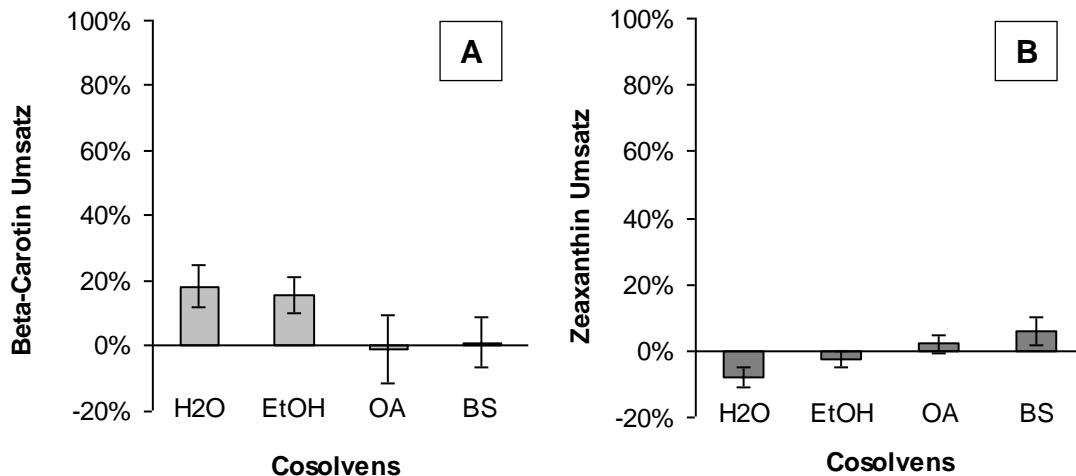 A
Beta-Carotin Umsatz
100%
80%
60%
40%
20%
0%
-20%
H2O EtOH OA BS
Cosolvens
B
Zeaxanthin Umsatz
100%
80%
60%
40%
20%
0%
-20%
H2O EtOH OA BS
Cosolvens